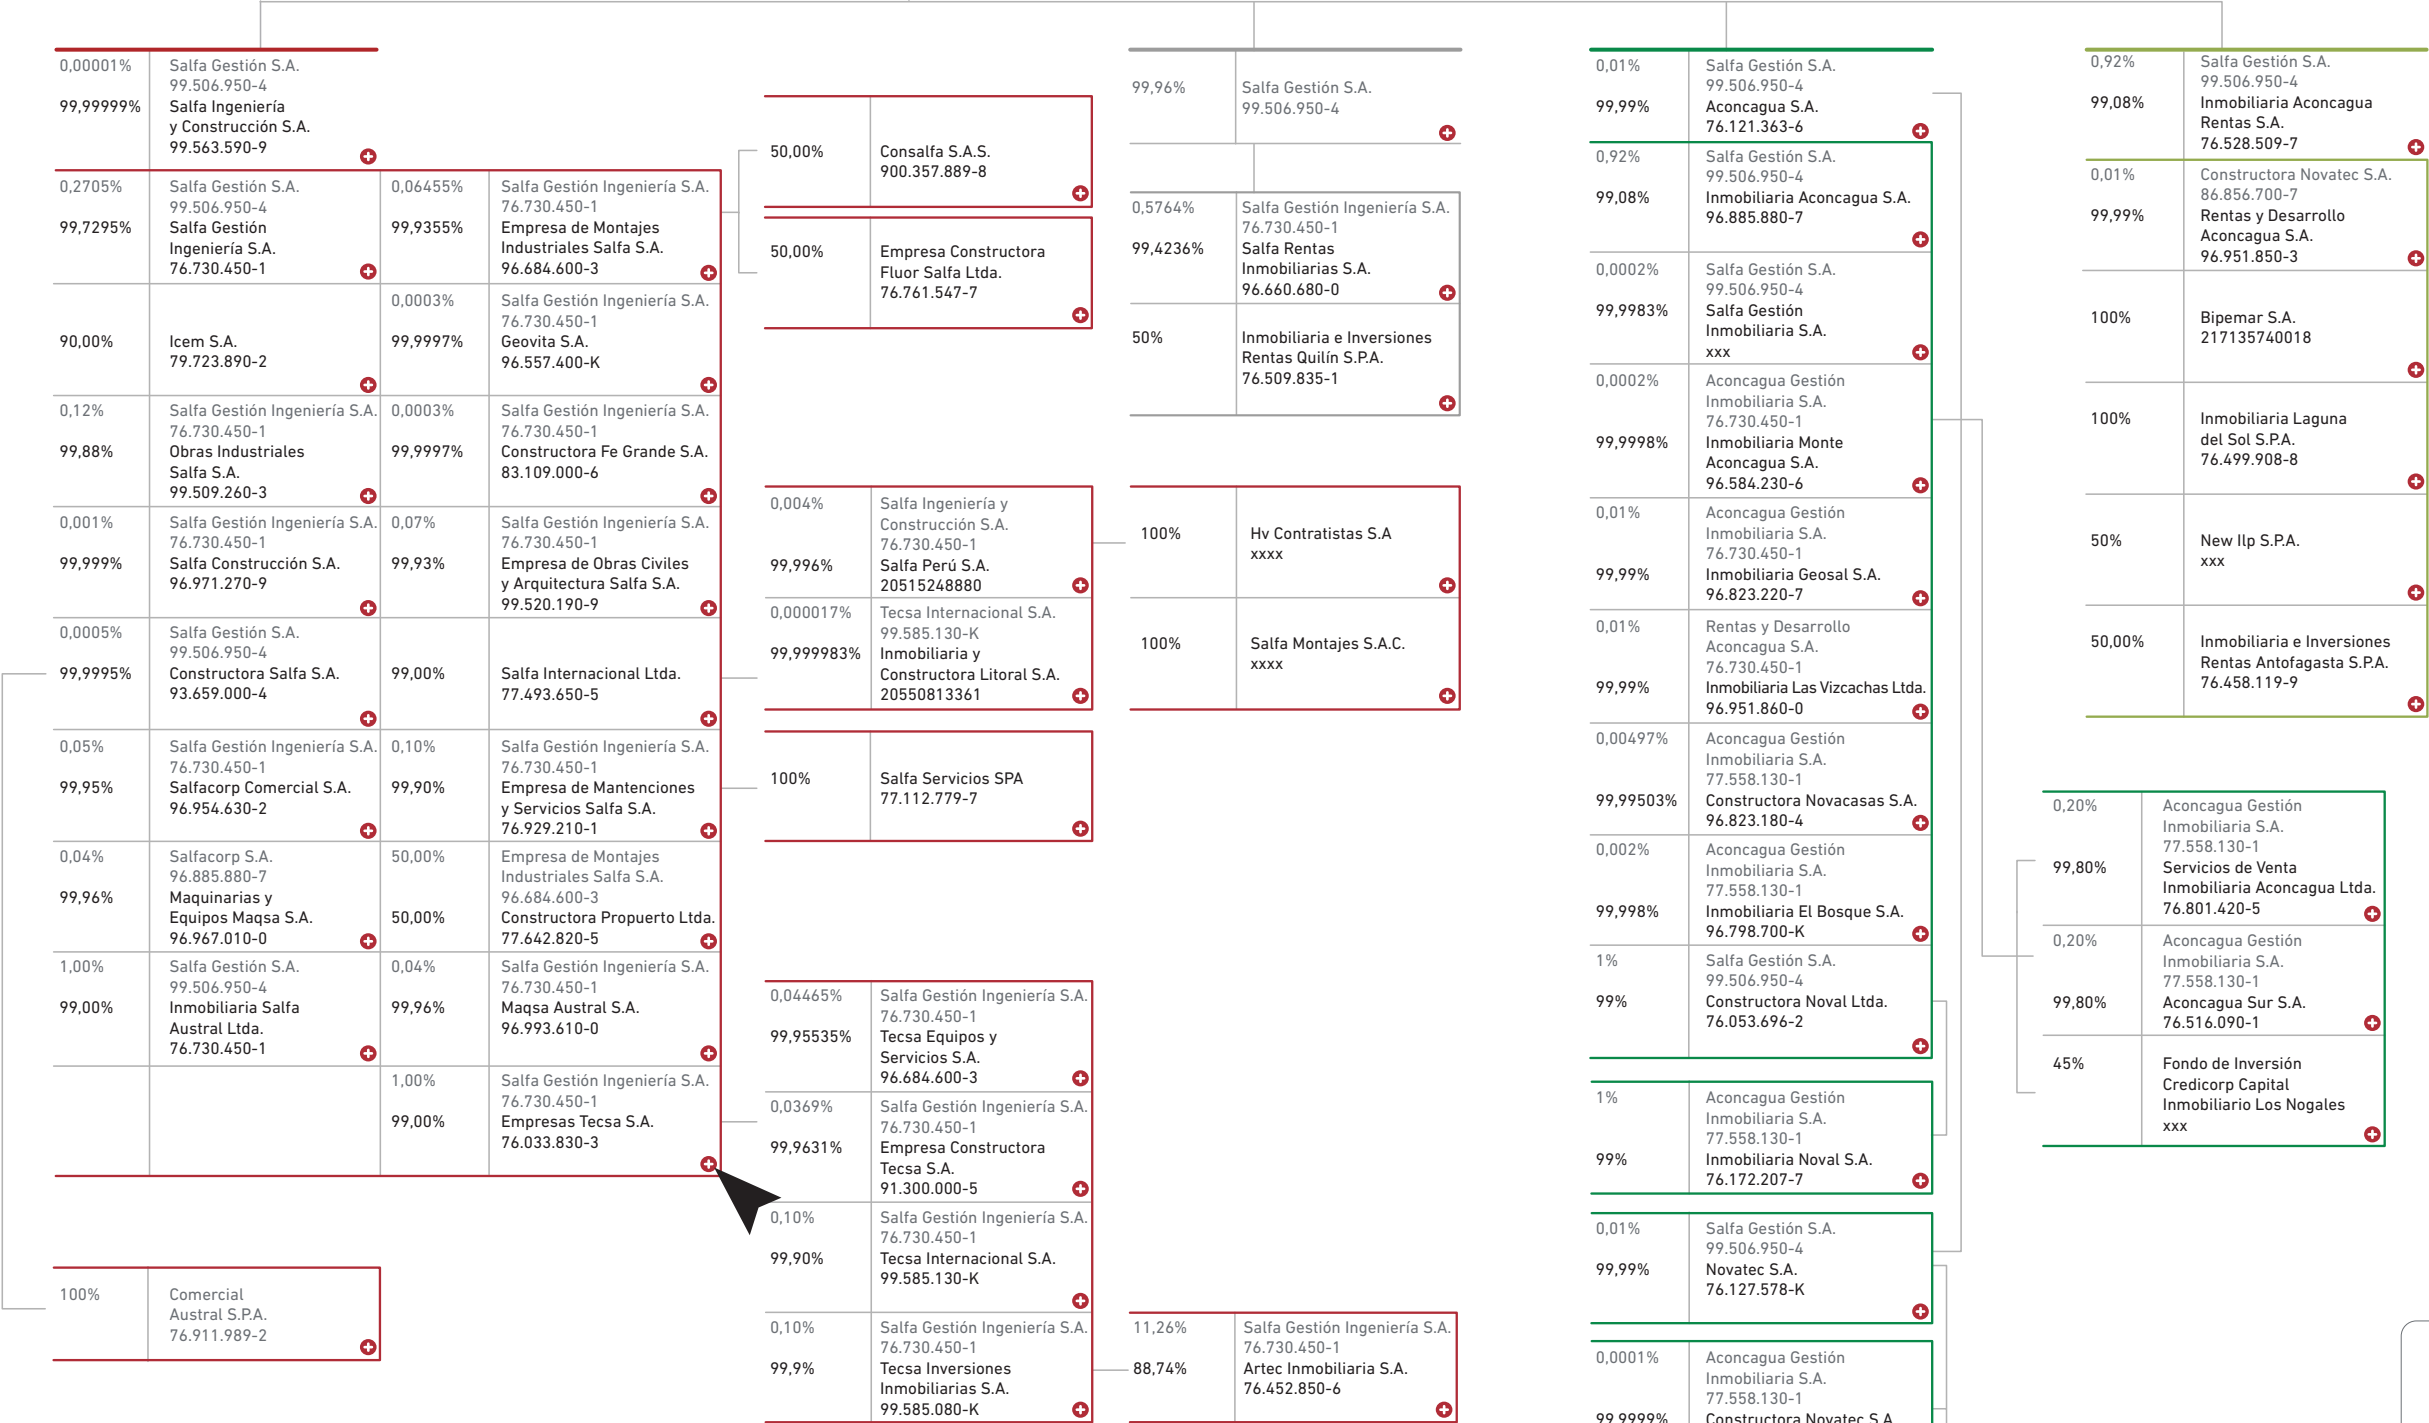 0,00001%
Salfa Gestión S.A.
99.506.950-4
99,99999%
Salfa Ingeniería
y Construcción S.A.
99.563.590-9
0,2705%
Salfa Gestión S.A.
99.506.950-4
99,7295%
Salfa Gestión
Ingeniería S.A.
76.730.450-1
90,00%
Icem S.A.
79.723.890-2
0,12%
Salfa Gestión Ingeniería S.A.
76.730.450-1
99,88%
Obras Industriales
Salfa S.A.
99.509.260-3
0,001%
Salfa Gestión Ingeniería S.A.
76.730.450-1
99,999%
Salfa Construcción S.A.
96.971.270-9
0,0005%
Salfa Gestión S.A.
99.506.950-4
99,9995%
Constructora Salfa S.A.
93.659.000-4
0,05%
Salfa Gestión Ingeniería S.A.
76.730.450-1
99,95%
Salfacorp Comercial S.A.
96.954.630-2
0,04%
Salfacorp S.A.
96.885.880-7
99,96%
Maquinarias y
Equipos Maqsa S.A.
96.967.010-0
1,00%
Salfa Gestión S.A.
99.506.950-4
99,00%
Inmobiliaria Salfa
Austral Ltda.
76.730.450-1
0,06455%
Salfa Gestión Ingeniería S.A.
76.730.450-1
99,9355%
Empresa de Montajes
Industriales Salfa S.A.
96.684.600-3
0,0003%
Salfa Gestión Ingeniería S.A.
76.730.450-1
99,9997%
Geovita S.A.
96.557.400-K
0,0003%
Salfa Gestión Ingeniería S.A.
76.730.450-1
99,9997%
Constructora Fe Grande S.A.
83.109.000-6
0,07%
Salfa Gestión Ingeniería S.A.
76.730.450-1
99,93%
Empresa de Obras Civiles
y Arquitectura Salfa S.A.
99.520.190-9
99,00%
Salfa Internacional Ltda.
77.493.650-5
0,10%
Salfa Gestión Ingeniería S.A.
76.730.450-1
99,90%
Empresa de Mantenciones
y Servicios Salfa S.A.
76.929.210-1
50,00%
Empresa de Montajes
Industriales Salfa S.A.
96.684.600-3
50,00%
Constructora Propuerto Ltda.
77.642.820-5
0,04%
Salfa Gestión Ingeniería S.A.
76.730.450-1
99,96%
Maqsa Austral S.A.
96.993.610-0
1,00%
Salfa Gestión Ingeniería S.A.
76.730.450-1
99,00%
Empresas Tecsa S.A.
76.033.830-3
100%
Comercial
Austral S.P.A.
76.911.989-2
50,00%
Consalfa S.A.S.
900.357.889-8
50,00%
Empresa Constructora
Fluor Salfa Ltda.
76.761.547-7
0,004%
Salfa Ingeniería y
Construcción S.A.
76.730.450-1
99,996%
Salfa Perú S.A.
20515248880
0,000017%
Tecsa Internacional S.A.
99.585.130-K
99,999983%
Inmobiliaria y
Constructora Litoral S.A.
20550813361
100%
Salfa Servicios SPA
77.112.779-7
0,04465%
Salfa Gestión Ingeniería S.A.
76.730.450-1
99,95535%
Tecsa Equipos y
Servicios S.A.
96.684.600-3
0,0369%
Salfa Gestión Ingeniería S.A.
76.730.450-1
99,9631%
Empresa Constructora
Tecsa S.A.
91.300.000-5
0,10%
Salfa Gestión Ingeniería S.A.
76.730.450-1
99,90%
Tecsa Internacional S.A.
99.585.130-K
0,10%
Salfa Gestión Ingeniería S.A.
76.730.450-1
99,9%
Tecsa Inversiones
Inmobiliarias S.A.
99.585.080-K
99,96%
Salfa Gestión S.A.
99.506.950-4
0,5764%
Salfa Gestión Ingeniería S.A.
76.730.450-1
99,4236%
Salfa Rentas
Inmobiliarias S.A.
96.660.680-0
50%
Inmobiliaria e Inversiones
Rentas Quilín S.P.A.
76.509.835-1
100%
Hv Contratistas S.A
xxxx
100%
Salfa Montajes S.A.C.
xxxx
11,26%
Salfa Gestión Ingeniería S.A.
76.730.450-1
88,74%
Artec Inmobiliaria S.A.
76.452.850-6
0,01%
Salfa Gestión S.A.
99.506.950-4
99,99%
Aconcagua S.A.
76.121.363-6
0,92%
Salfa Gestión S.A.
99.506.950-4
99,08%
Inmobiliaria Aconcagua S.A.
96.885.880-7
0,0002%
Salfa Gestión S.A.
99.506.950-4
99,9983%
Salfa Gestión
Inmobiliaria S.A.
xxx
0,0002%
Aconcagua Gestión
Inmobiliaria S.A.
76.730.450-1
99,9998%
Inmobiliaria Monte
Aconcagua S.A.
96.584.230-6
0,01%
Aconcagua Gestión
Inmobiliaria S.A.
76.730.450-1
99,99%
Inmobiliaria Geosal S.A.
96.823.220-7
0,01%
Rentas y Desarrollo
Aconcagua S.A.
76.730.450-1
99,99%
Inmobiliaria Las Vizcachas Ltda.
96.951.860-0
0,00497%
Aconcagua Gestión
Inmobiliaria S.A.
77.558.130-1
99,99503%
Constructora Novacasas S.A.
96.823.180-4
0,002%
Aconcagua Gestión
Inmobiliaria S.A.
77.558.130-1
99,998%
Inmobiliaria El Bosque S.A.
96.798.700-K
1%
Salfa Gestión S.A.
99.506.950-4
99%
Constructora Noval Ltda.
76.053.696-2
1%
Aconcagua Gestión
Inmobiliaria S.A.
77.558.130-1
99%
Inmobiliaria Noval S.A.
76.172.207-7
0,01%
Salfa Gestión S.A.
99.506.950-4
99,99%
Novatec S.A.
76.127.578-K
0,0001%
Aconcagua Gestión
Inmobiliaria S.A.
77.558.130-1
99,9999%
Constructora Novatec S.A.
0,92%
Salfa Gestión S.A.
99.506.950-4
99,08%
Inmobiliaria Aconcagua
Rentas S.A.
76.528.509-7
0,01%
Constructora Novatec S.A.
86.856.700-7
99,99%
Rentas y Desarrollo
Aconcagua S.A.
96.951.850-3
100%
Bipemar S.A.
217135740018
100%
Inmobiliaria Laguna
del Sol S.P.A.
76.499.908-8
50%
New Ilp S.P.A.
xxx
50,00%
Inmobiliaria e Inversiones
Rentas Antofagasta S.P.A.
76.458.119-9
0,20%
Aconcagua Gestión
Inmobiliaria S.A.
77.558.130-1
99,80%
Servicios de Venta
Inmobiliaria Aconcagua Ltda.
76.801.420-5
0,20%
Aconcagua Gestión
Inmobiliaria S.A.
77.558.130-1
99,80%
Aconcagua Sur S.A.
76.516.090-1
45%
Fondo de Inversión
Credicorp Capital
Inmobiliario Los Nogales
xxx